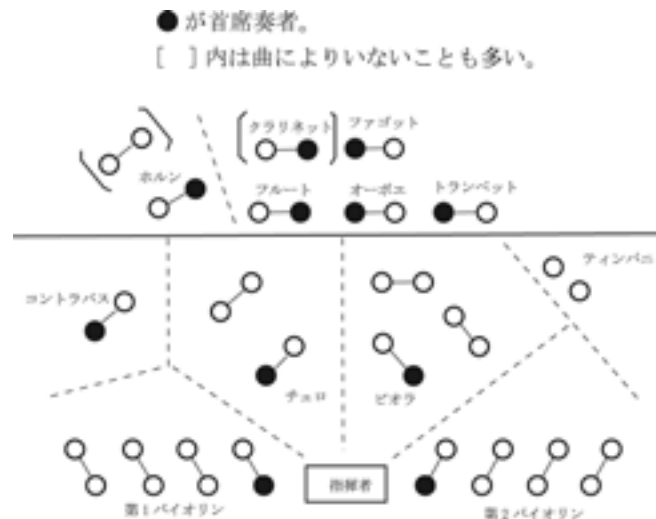 ●が首席奏者。
[　]内は曲によりいないことも多い。
クラリネット
ファゴット
ホルン
フルート
オーボエ
トランペット
コントラバス
ティンパニ
チェロ
ビオラ
指揮者
第1バイオリン
第2バイオリン